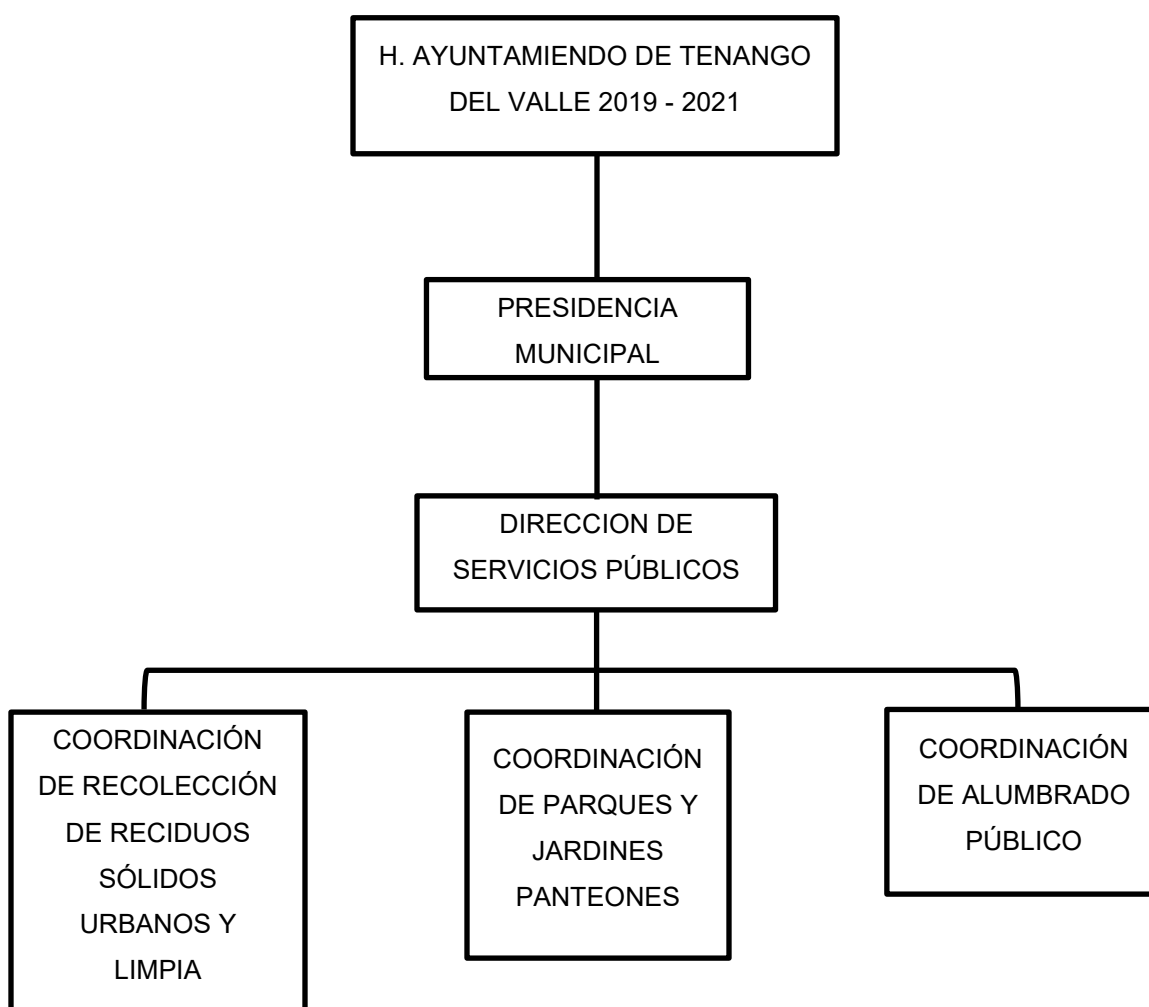 H. AYUNTAMIENDO DE TENANGO
DEL VALLE 2019 - 2021
PRESIDENCIA
MUNICIPAL
DIRECCION DE
SERVICIOS PÚBLICOS
COORDINACIÓN
DE RECOLECCIÓN
DE RECIDUOS
SÓLIDOS
URBANOS Y
LIMPIA
COORDINACIÓN
DE PARQUES Y
JARDINES
PANTEONES
COORDINACIÓN
DE ALUMBRADO
PÚBLICO